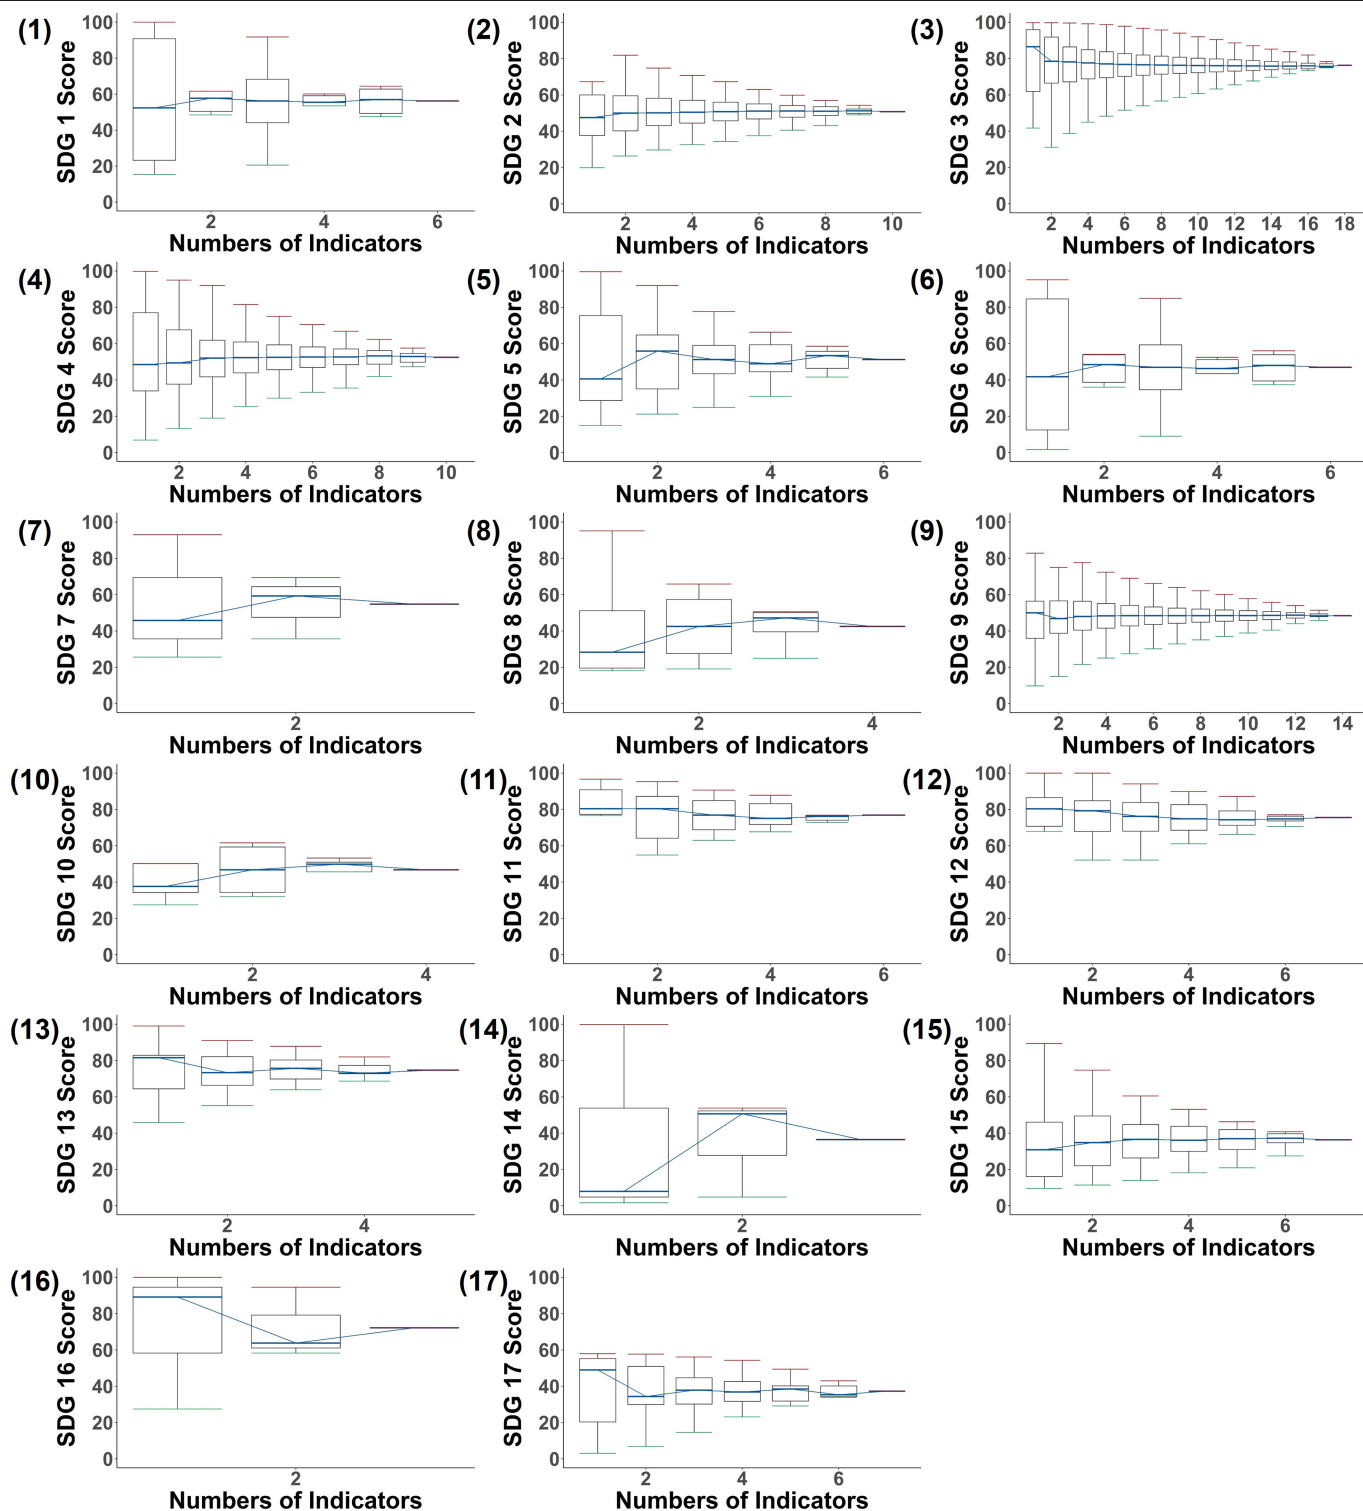 (1)
SDG 1 Score
100
80
60
40
20
0
2 4 6
Numbers of Indicators
(2)
SDG 2 Score
100
80
60
40
20
0
2 4 6 8 10
Numbers of Indicators
(3)
SDG 3 Score
100
80
60
40
20
0
2 4 6 8 10 12 14 16 18
Numbers of Indicators
(4)
SDG 4 Score
100
80
60
40
20
0
2 4 6 8 10
Numbers of Indicators
(5)
SDG 5 Score
100
80
60
40
20
0
2 4 6
Numbers of Indicators
(6)
SDG 6 Score
100
80
60
40
20
0
2 4 6
Numbers of Indicators
(7)
SDG 7 Score
100
80
60
40
20
0
2
Numbers of Indicators
(8)
SDG 8 Score
100
80
60
40
20
0
2 4
Numbers of Indicators
(9)
SDG 9 Score
100
80
60
40
20
0
2 4 6 8 10 12 14
Numbers of Indicators
(10)
SDG 10 Score
100
80
60
40
20
0
2 4
Numbers of Indicators
(11)
SDG 11 Score
100
80
60
40
20
0
2 4 6
Numbers of Indicators
(12)
SDG 12 Score
100
80
60
40
20
0
2 4 6
Numbers of Indicators
(13)
SDG 13 Score
100
80
60
40
20
0
2 4
Numbers of Indicators
(14)
SDG 14 Score
100
80
60
40
20
0
2
Numbers of Indicators
(15)
SDG 15 Score
100
80
60
40
20
0
2 4 6
Numbers of Indicators
(16)
SDG 16 Score
100
80
60
40
20
0
2
Numbers of Indicators
(17)
SDG 17 Score
100
80
60
40
20
0
2 4 6
Numbers of Indicators